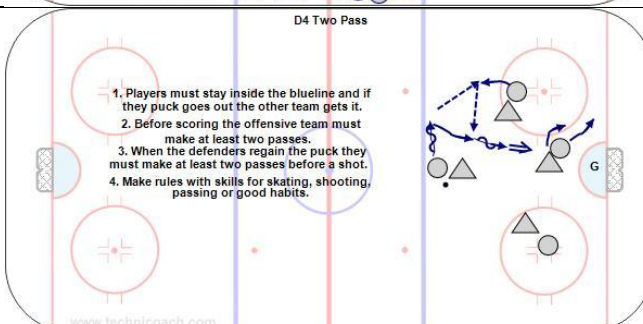 D4 Two Pass
1. Players must stay inside the blueline and if
they puck goes out the other team gets it.
2. Before scoring the offensive team must
make at least two passes.
3. When the defenders regain the puck they
must make at least two passes before a shot.
4. Make rules with skills for skating, shooting,
passing or good habits.
G
www.technicoach.com